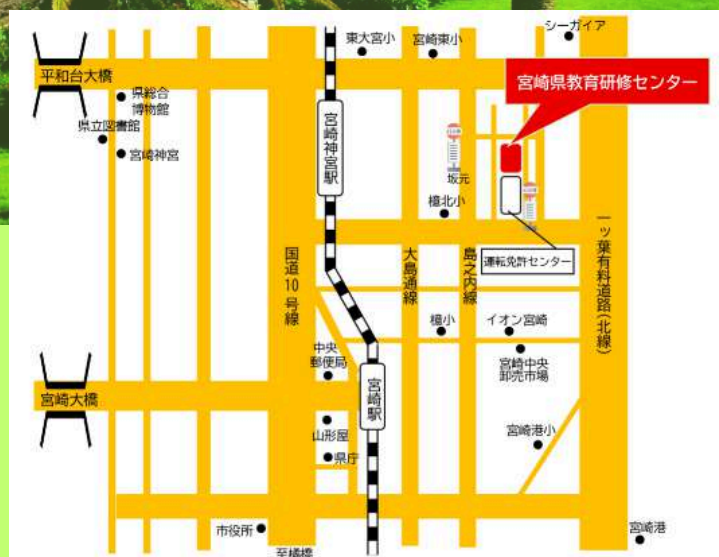 シーガイア
東大宮小
宮崎東小
平和台大橋
宮崎県教育研修センター
県総合
博物館
県立図書館
宮崎神宮
宮崎神宮駅
坂元
檍北小
運転免許センター
国道10号線
大島通線
島之内線
一ッ葉有料道路(北線)
檍小
イオン宮崎
中央
郵便局
宮崎中央
卸売市場
宮崎大橋
宮崎駅
山形屋
宮崎港小
県庁
市役所
至橘橋
宮崎港